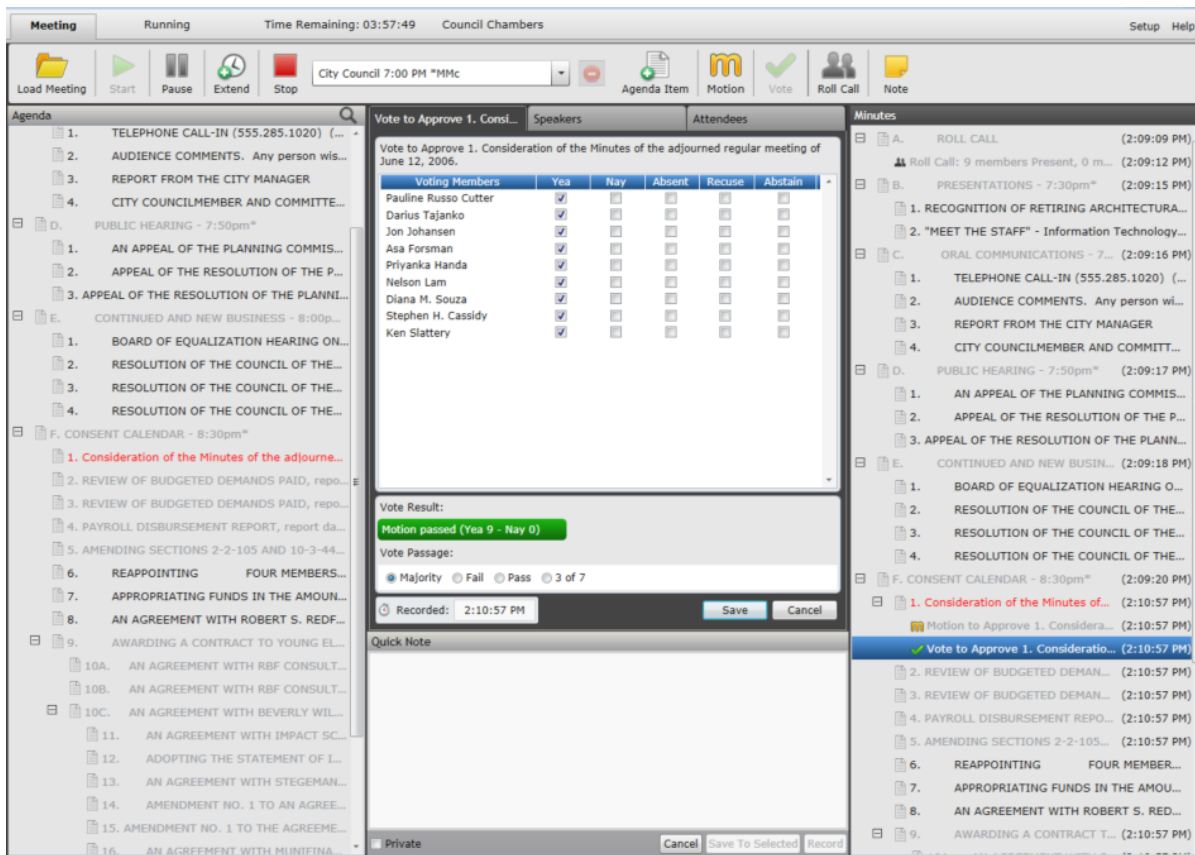 Meeting Running Time Remaining: 03:57:49 Council Chambers Setup Help
Load Meeting Start Pause Extend Stop City Council 7:00 PM *MMc Agenda Item Motion Vote Roll Call Note
Agenda
1. TELEPHONE CALL-IN (555.285.1020) (...
2. AUDIENCE COMMENTS. Any person wis...
3. REPORT FROM THE CITY MANAGER
4. CITY COUNCILMEMBER AND COMMITTE...
D. PUBLIC HEARING - 7:50pm*
1. AN APPEAL OF THE PLANNING COMMIS...
2. APPEAL OF THE RESOLUTION OF THE P...
3. APPEAL OF THE RESOLUTION OF THE PLANNI...
E. CONTINUED AND NEW BUSINESS - 8:00p...
1. BOARD OF EQUALIZATION HEARING ON...
2. RESOLUTION OF THE COUNCIL OF THE...
3. RESOLUTION OF THE COUNCIL OF THE...
4. RESOLUTION OF THE COUNCIL OF THE...
F. CONSENT CALENDAR - 8:30pm*
1. Consideration of the Minutes of the adjourne...
2. REVIEW OF BUDGETED DEMANDS PAID, repo...
3. REVIEW OF BUDGETED DEMANDS PAID, repo...
4. PAYROLL DISBURSEMENT REPORT, report da...
5. AMENDING SECTIONS 2-2-105 AND 10-3-44...
6. REAPPOINTING FOUR MEMBERS...
7. APPROPRIATING FUNDS IN THE AMOUN...
8. AN AGREEMENT WITH ROBERT S. REDF...
9. AWARDING A CONTRACT TO YOUNG EL...
10A. AN AGREEMENT WITH RBF CONSULT...
10B. AN AGREEMENT WITH RBF CONSULT...
10C. AN AGREEMENT WITH BEVERLY WIL...
11. AN AGREEMENT WITH IMPACT SC...
12. ADOPTING THE STATEMENT OF I...
13. AN AGREEMENT WITH STEGEMAN...
14. AMENDMENT NO. 1 TO AN AGREE...
15. AMENDMENT NO. 1 TO THE AGREEME...
16. AN AGREEMENT WITH MUNIFINA...
Vote to Approve 1. Consi... Speakers Attendees
Vote to Approve 1. Consideration of the Minutes of the adjourned regular meeting of
June 12, 2006.
Voting Members Yea Nay Absent Recuse Abstain
Pauline Russo Cutter
Darius Tajanko
Jon Johansen
Asa Forsman
Priyanka Handa
Nelson Lam
Diana M. Souza
Stephen H. Cassidy
Ken Slattery
Vote Result:
Motion passed (Yea 9 - Nay 0)
Vote Passage:
Majority Fail Pass 3 of 7
Recorded: 2:10:57 PM Save Cancel
Quick Note
Private Cancel Save To Selected Record
Minutes
A. ROLL CALL (2:09:09 PM)
Roll Call: 9 members Present, 0 m... (2:09:12 PM)
B. PRESENTATIONS - 7:30pm* (2:09:15 PM)
1. RECOGNITION OF RETIRING ARCHITECTURA...
2. "MEET THE STAFF" - Information Technology...
C. ORAL COMMUNICATIONS - 7... (2:09:16 PM)
1. TELEPHONE CALL-IN (555.285.1020) (...
2. AUDIENCE COMMENTS. Any person wi...
3. REPORT FROM THE CITY MANAGER
4. CITY COUNCILMEMBER AND COMMITT...
D. PUBLIC HEARING - 7:50pm* (2:09:17 PM)
1. AN APPEAL OF THE PLANNING COMMIS...
2. APPEAL OF THE RESOLUTION OF THE P...
3. APPEAL OF THE RESOLUTION OF THE PLANN...
E. CONTINUED AND NEW BUSIN... (2:09:18 PM)
1. BOARD OF EQUALIZATION HEARING O...
2. RESOLUTION OF THE COUNCIL OF THE...
3. RESOLUTION OF THE COUNCIL OF THE...
4. RESOLUTION OF THE COUNCIL OF THE...
F. CONSENT CALENDAR - 8:30pm* (2:09:20 PM)
1. Consideration of the Minutes of... (2:10:57 PM)
Motion to Approve 1. Considera... (2:10:57 PM)
Vote to Approve 1. Consideratio... (2:10:57 PM)
2. REVIEW OF BUDGETED DEMAN... (2:10:57 PM)
3. REVIEW OF BUDGETED DEMAN... (2:10:57 PM)
4. PAYROLL DISBURSEMENT REPO... (2:10:57 PM)
5. AMENDING SECTIONS 2-2-105... (2:10:57 PM)
6. REAPPOINTING FOUR MEMBER...
7. APPROPRIATING FUNDS IN THE AMOU...
8. AN AGREEMENT WITH ROBERT S. RED...
9. AWARDING A CONTRACT T... (2:10:57 PM)